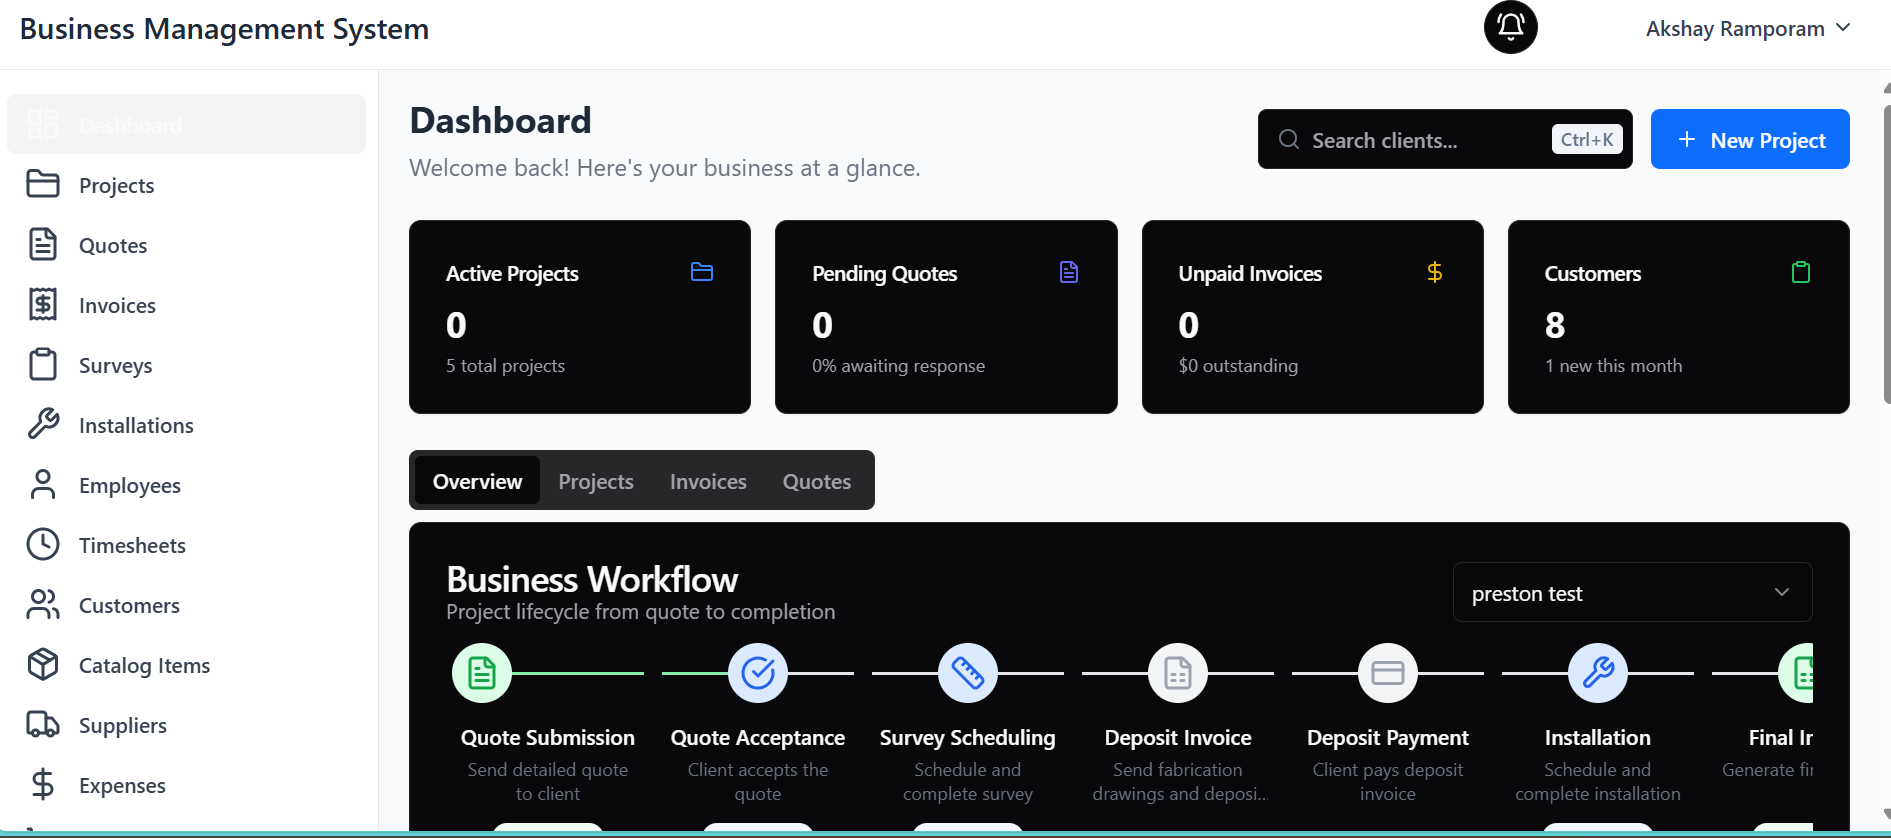 Business Management System
Akshay Ramporam
Dashboard
Projects
Quotes
Invoices
Surveys
Installations
Employees
Timesheets
Customers
Catalog Items
Suppliers
Expenses
Dashboard
Welcome back! Here's your business at a glance.
Search clients...
Ctrl+K
+ New Project
Active Projects
0
5 total projects
Pending Quotes
0
0% awaiting response
Unpaid Invoices
$
0
$0 outstanding
Customers
8
1 new this month
Overview
Projects
Invoices
Quotes
Business Workflow
Project lifecycle from quote to completion
preston test
Quote Submission
Send detailed quote
to client
Quote Acceptance
Client accepts the
quote
Survey Scheduling
Schedule and
complete survey
Deposit Invoice
Send fabrication
drawings and deposi...
Deposit Payment
Client pays deposit
invoice
Installation
Schedule and
complete installation
Final In
Generate fin